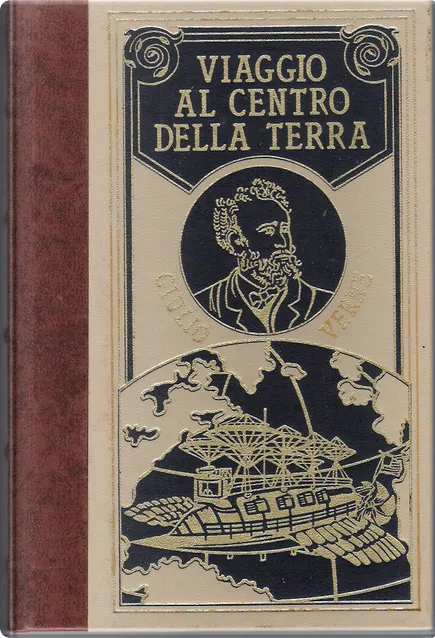 VIAGGIO
AL CENTRO
DELLA TERRA
GIULIO VERNE